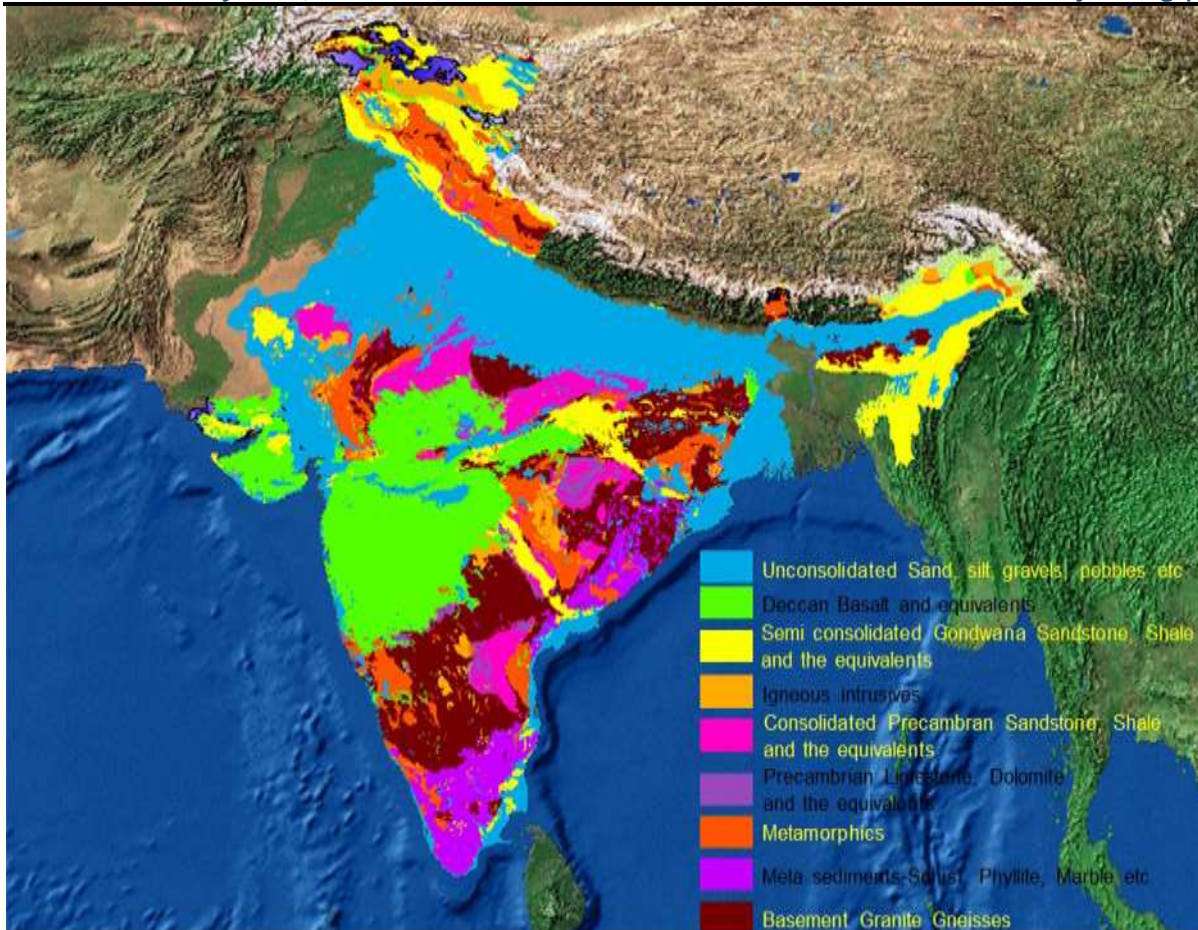 Unconsolidated Sand, silt, gravels, pebbles etc
Deccan Basalt and equivalents
Semi consolidated Gondwana Sandstone, Shale
and the equivalents
Igneous intrusives
Consolidated Precambran Sandstone, Shale
and the equivalents
Precambrian Limestone, Dolomite
and the equivalents
Metamorphics
Meta sediments-Schist, Phyllite, Marble etc
Basement Granite Gneisses